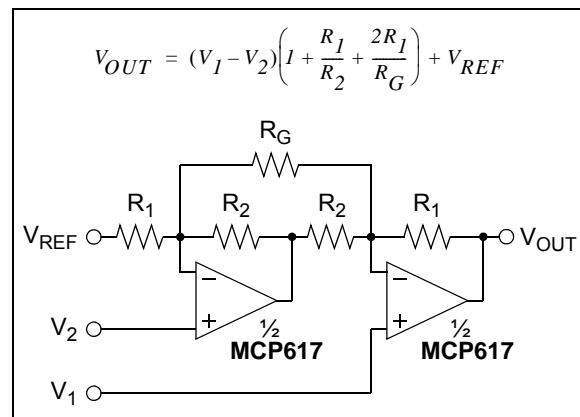 V_OUT = (V_1 – V_2)(1 + R_1/R_2 + 2R_1/R_G) + V_REF
R_G
R_1 R_2 R_2 R_1
V_REF V_OUT
– –
V_2 + +
½ ½
MCP617 MCP617
V_1